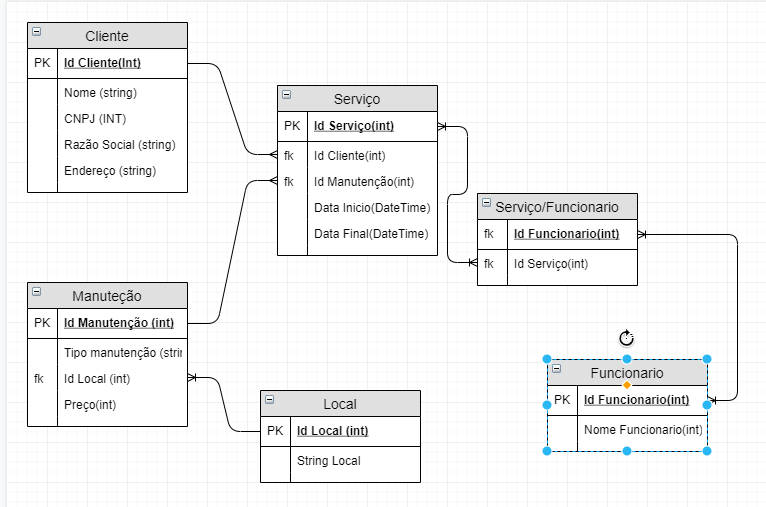 Cliente
PK Id Cliente(Int)
Nome (string)
CNPJ (INT)
Razão Social (string)
Endereço (string)
Serviço
PK Id Serviço(int)
fk Id Cliente(int)
fk Id Manutenção(int)
Data Inicio(DateTime)
Data Final(DateTime)
Serviço/Funcionario
fk Id Funcionario(int)
fk Id Serviço(int)
Manuteção
PK Id Manutenção (int)
Tipo manutenção (strin
fk Id Local (int)
Preço(int)
Local
PK Id Local (int)
String Local
Funcionario
PK Id Funcionario(int)
Nome Funcionario(int)